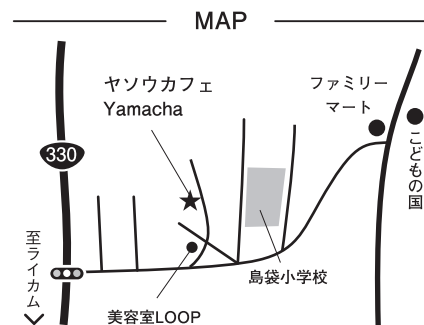 MAP
ヤソウカフェ
Yamacha
ファミリー
マート
こどもの国
330
至ライカム
島袋小学校
美容室LOOP